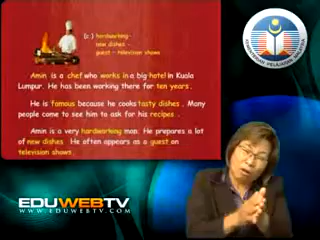 (c) hardworking-
new dishes -
guest - television shows
Amin is a chef who works in a big hotel in Kuala
Lumpur. He has been working there for ten years.
He is famous because he cooks tasty dishes. Many
people come to see him to ask for his recipes.
Amin is a very hardworking man. He prepares a lot
of new dishes. He often appears as a guest on
television shows.
EDUWEBTV
WWW.EDUWEBTV.COM